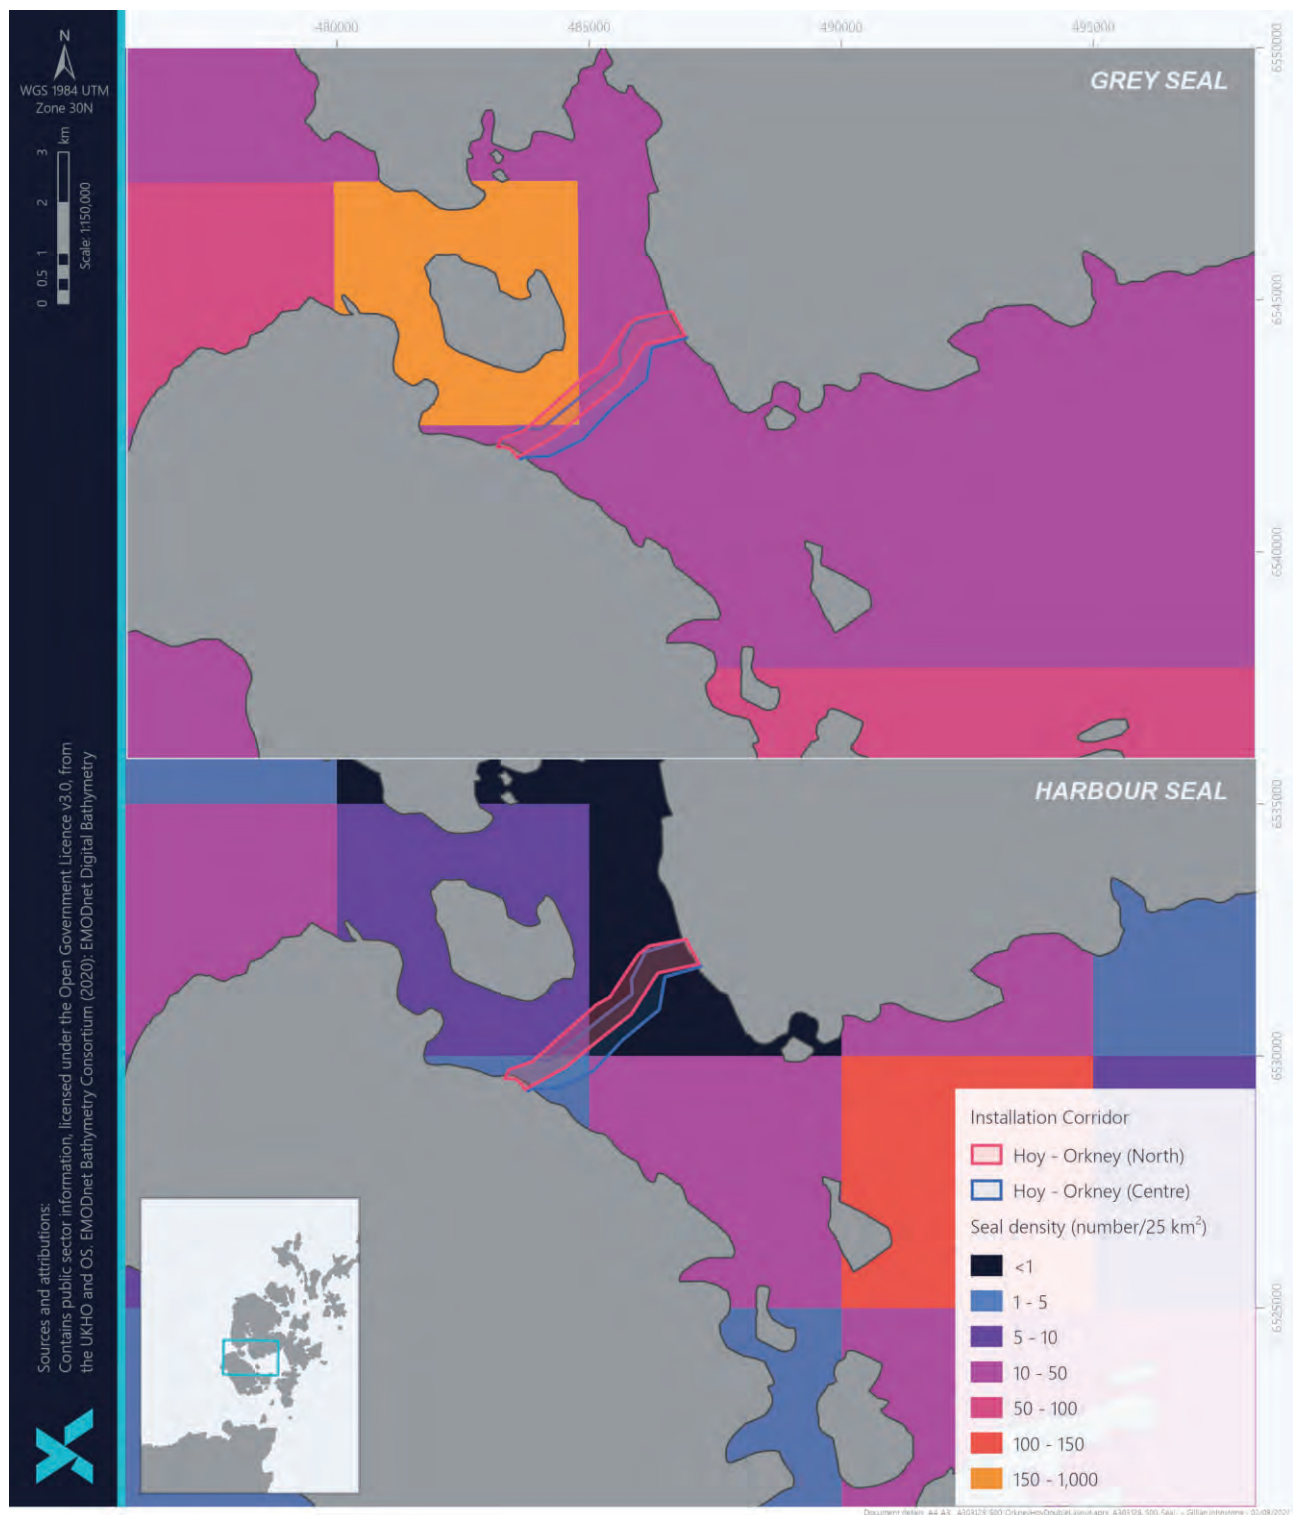 480000 485000 490000 495000
N
WGS 1984 UTM
Zone 30N
km
0 0.5 1 2 3
Scale: 1:150,000
GREY SEAL
6550000
6545000
6540000
HARBOUR SEAL
6535000
6530000
6525000
Sources and attributions:
Contains public sector information, licensed under the Open Government Licence v3.0, from
the UKHO and OS. EMODnet Bathymetry Consortium (2020): EMODnet Digital Bathymetry
Installation Corridor
Hoy - Orkney (North)
Hoy - Orkney (Centre)
Seal density (number/25 km²)
<1
1 - 5
5 - 10
10 - 50
50 - 100
100 - 150
150 - 1,000